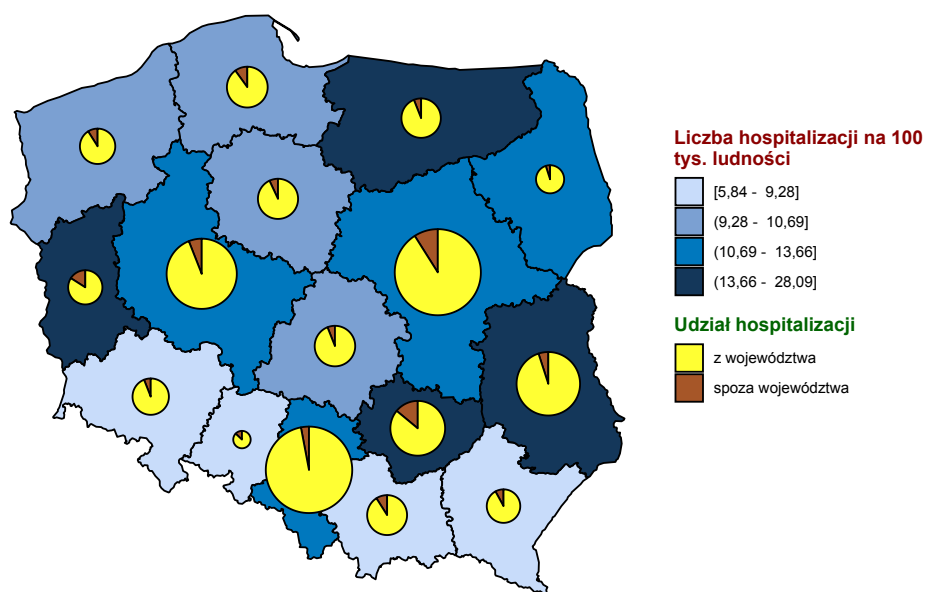 Liczba hospitalizacji na 100
tys. ludności
[5,84 - 9,28]
(9,28 - 10,69]
(10,69 - 13,66]
(13,66 - 28,09]
Udział hospitalizacji
z województwa
spoza województwa